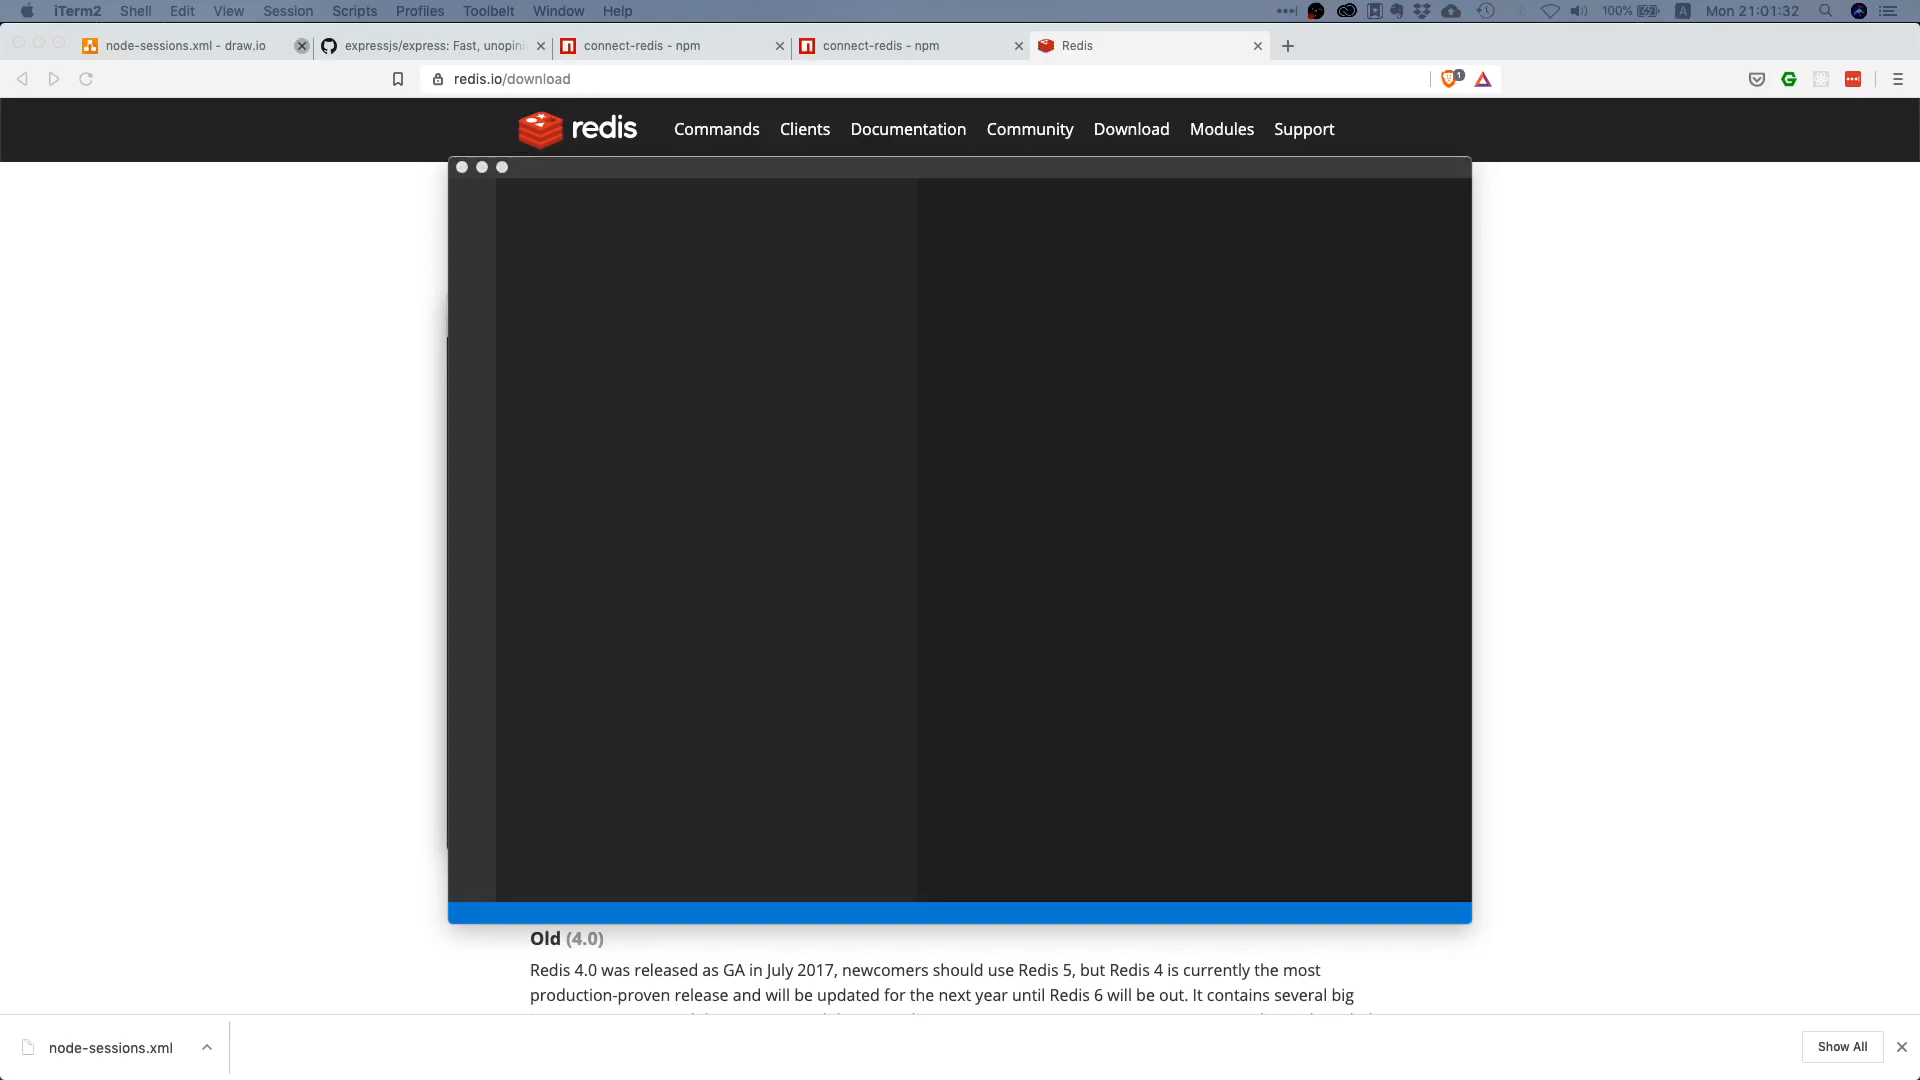 iTerm2 Shell Edit View Session Scripts Profiles Toolbelt Window Help 100% A Mon 21:01:32
node-sessions.xml - draw.io expressjs/express: Fast, unopini connect-redis - npm connect-redis - npm Redis
redis.io/download 1
redis Commands Clients Documentation Community Download Modules Support
Old (4.0)
Redis 4.0 was released as GA in July 2017, newcomers should use Redis 5, but Redis 4 is currently the most
production-proven release and will be updated for the next year until Redis 6 will be out. It contains several big
node-sessions.xml Show All